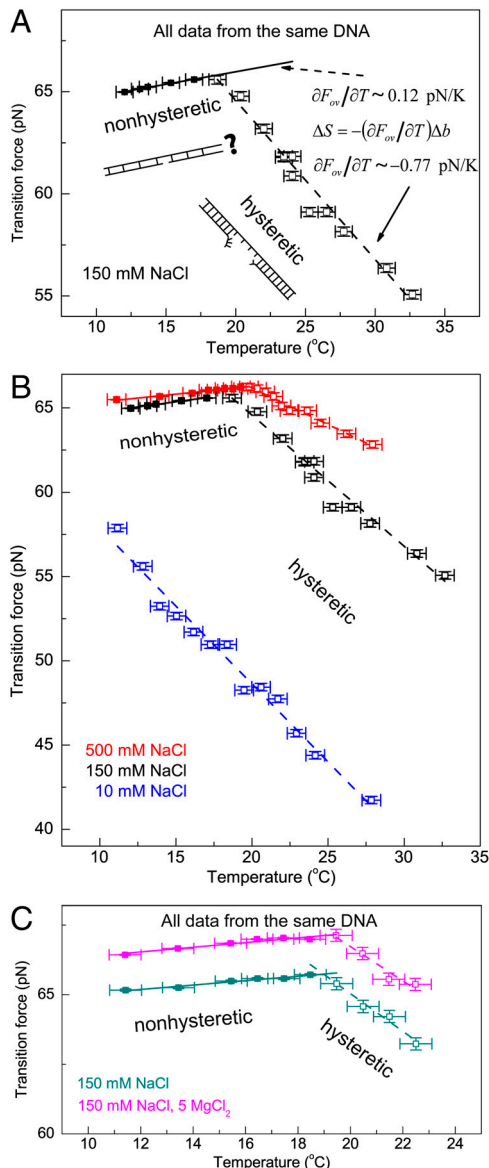 A
All data from the same DNA
65
60
55
Transition force (pN)
nonhysteretic
?
hysteretic
∂F_ov/∂T ~ 0.12 pN/K
ΔS = −(∂F_ov/∂T)Δb
∂F_ov/∂T ~ −0.77 pN/K
150 mM NaCl
10 15 20 25 30 35
Temperature (°C)
B
65
60
55
50
45
40
Transition force (pN)
nonhysteretic
hysteretic
500 mM NaCl
150 mM NaCl
10 mM NaCl
10 15 20 25 30 35
Temperature (°C)
C
All data from the same DNA
65
60
Transition force (pN)
nonhysteretic
hysteretic
150 mM NaCl
150 mM NaCl, 5 MgCl₂
10 12 14 16 18 20 22 24
Temperature (°C)